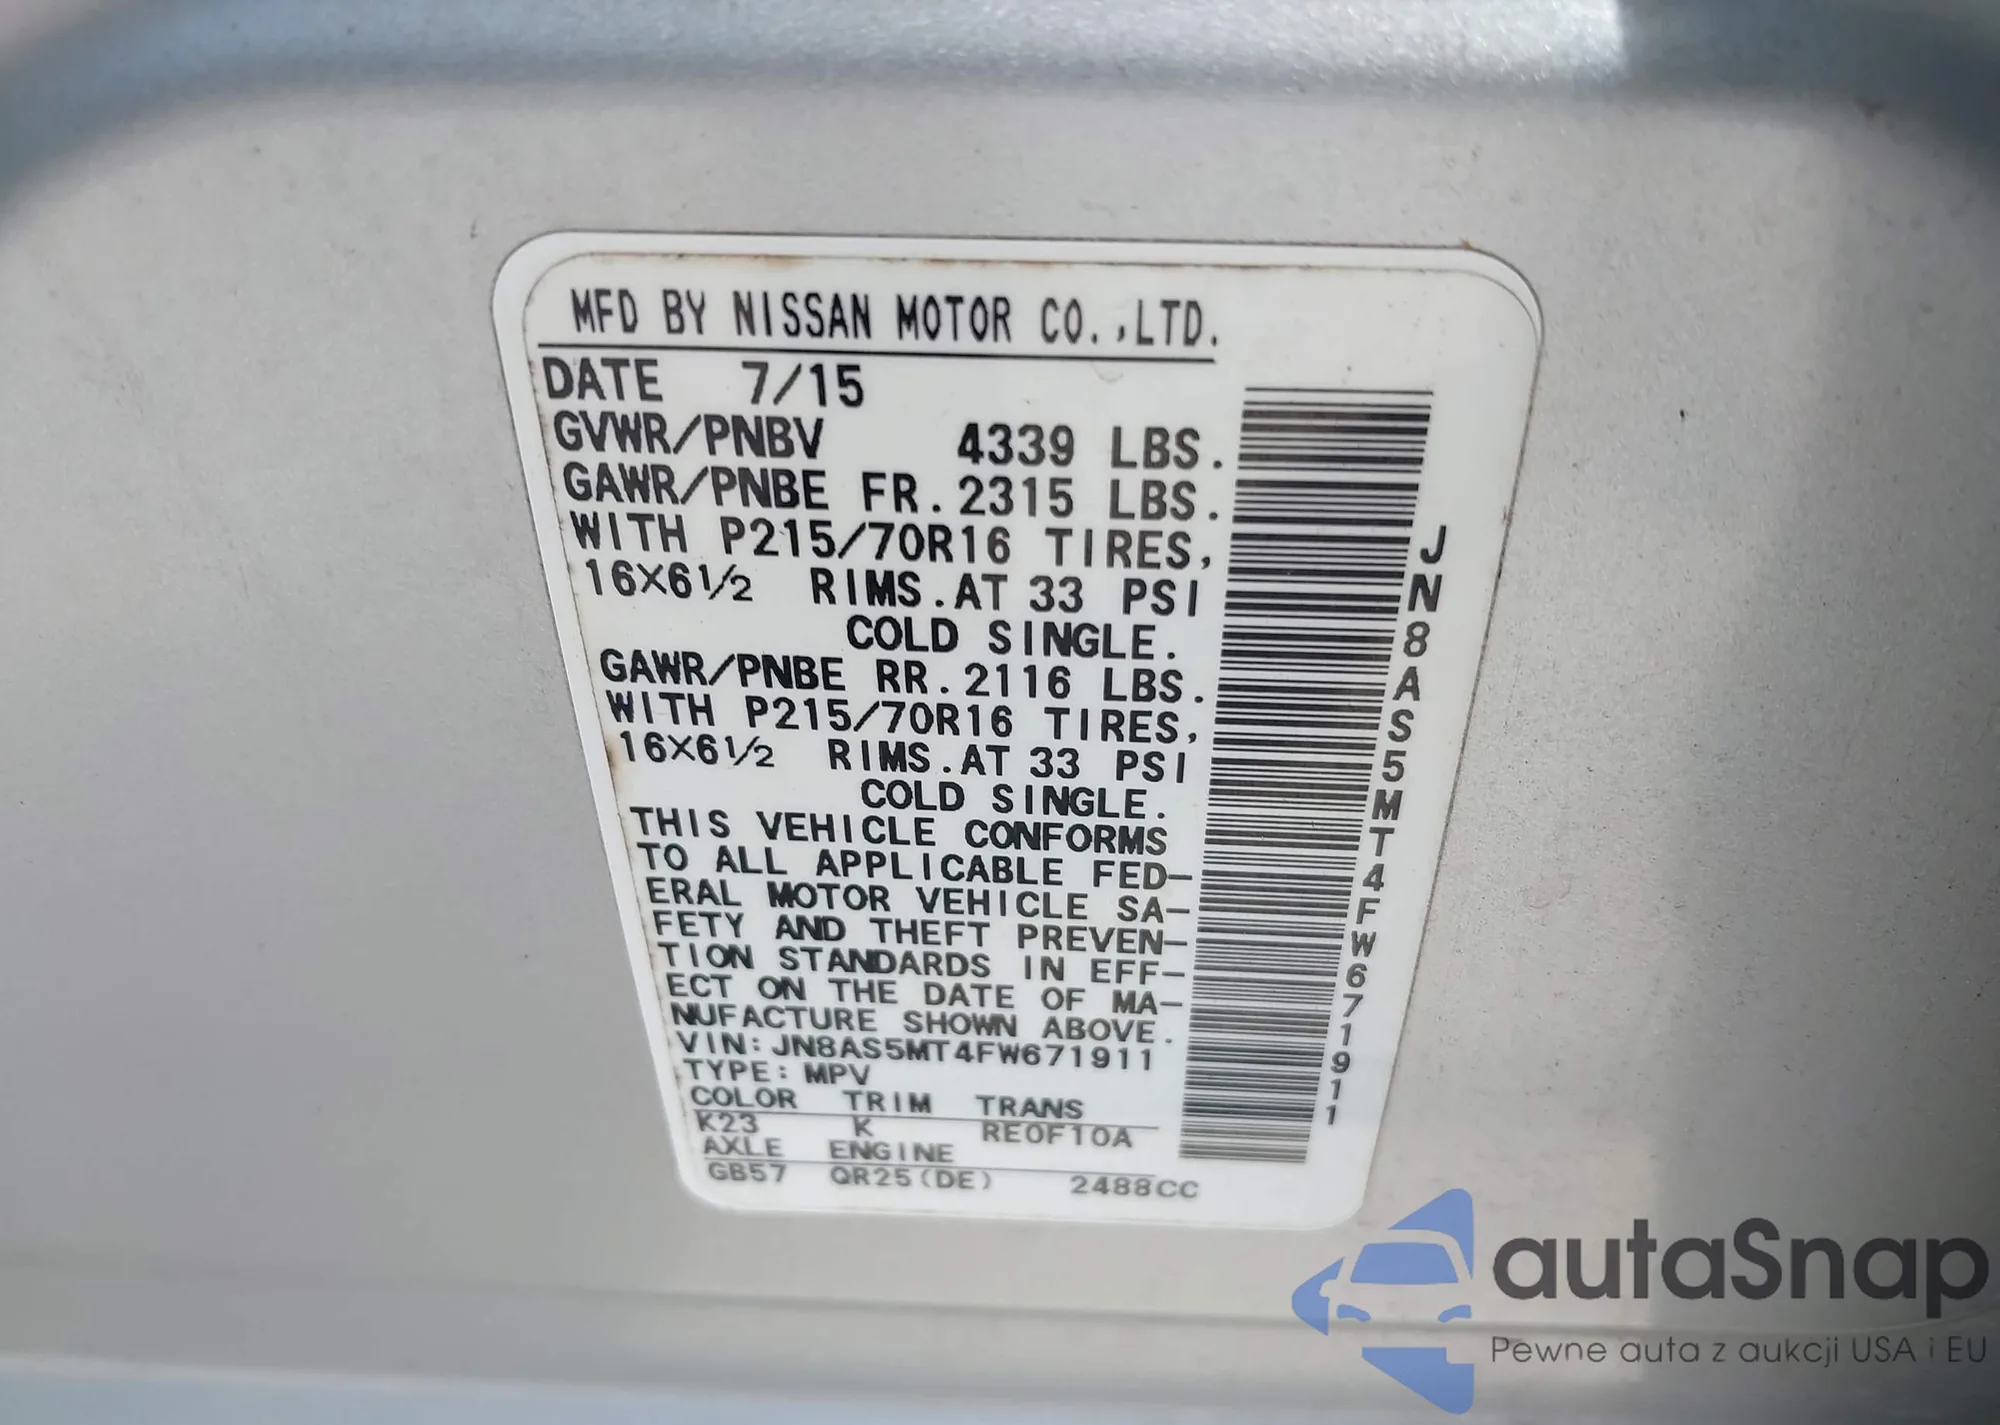 MFD BY NISSAN MOTOR CO.,LTD.
DATE 7/15
GVWR/PNBV 4339 LBS.
GAWR/PNBE FR.2315 LBS.
WITH P215/70R16 TIRES,
16X6 1/2 RIMS.AT 33 PSI
COLD SINGLE.
GAWR/PNBE RR.2116 LBS.
WITH P215/70R16 TIRES,
16X6 1/2 RIMS.AT 33 PSI
COLD SINGLE.
THIS VEHICLE CONFORMS
TO ALL APPLICABLE FED-
ERAL MOTOR VEHICLE SA-
FETY AND THEFT PREVEN-
TION STANDARDS IN EFF-
ECT ON THE DATE OF MA-
NUFACTURE SHOWN ABOVE.
VIN:JN8AS5MT4FW671911
TYPE:MPV
COLOR TRIM TRANS
K23 K RE0F10A
AXLE ENGINE
GB57 QR25(DE) 2488CC
JN8AS5MT4FW671911
autaSnap
Pewne auta z aukcji USA i EU